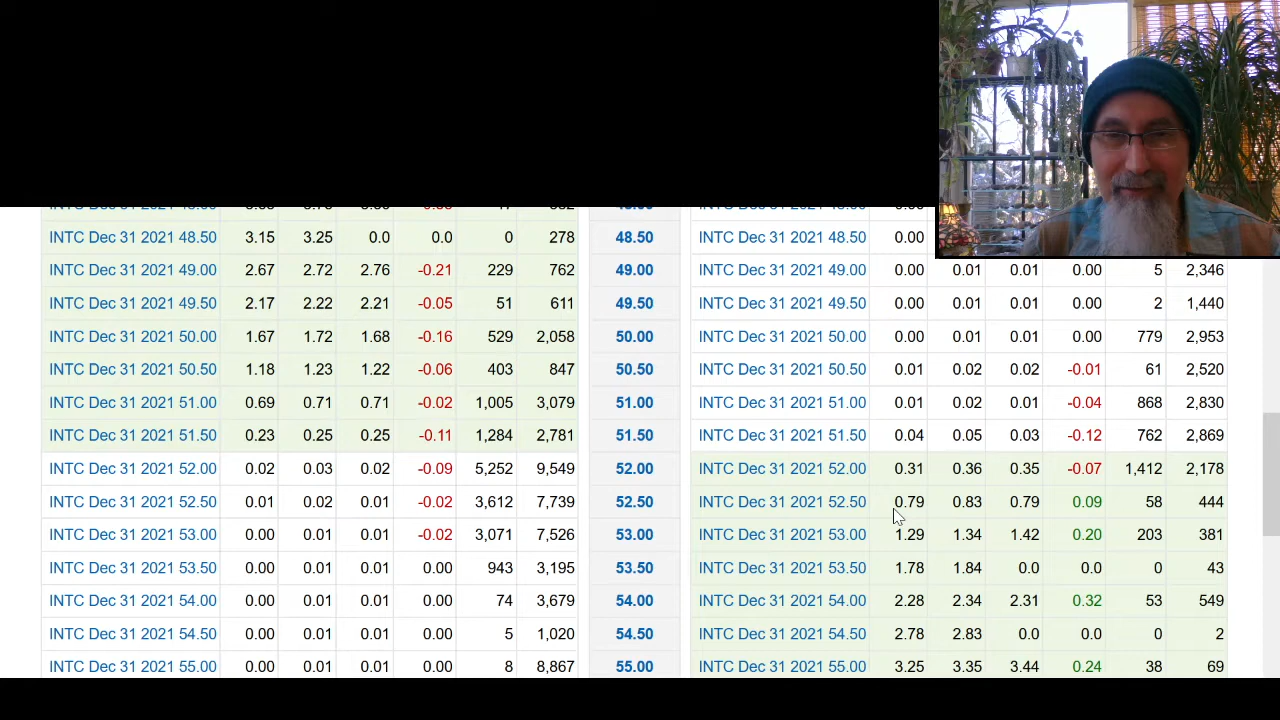 INTC Dec 31 2021 48.50 3.15 3.25 0.0 0.0 0 278 48.50 INTC Dec 31 2021 48.50 0.00
INTC Dec 31 2021 49.00 2.67 2.72 2.76 -0.21 229 762 49.00 INTC Dec 31 2021 49.00 0.00 0.01 0.01 0.00 5 2,346
INTC Dec 31 2021 49.50 2.17 2.22 2.21 -0.05 51 611 49.50 INTC Dec 31 2021 49.50 0.00 0.01 0.01 0.00 2 1,440
INTC Dec 31 2021 50.00 1.67 1.72 1.68 -0.16 529 2,058 50.00 INTC Dec 31 2021 50.00 0.00 0.01 0.01 0.00 779 2,953
INTC Dec 31 2021 50.50 1.18 1.23 1.22 -0.06 403 847 50.50 INTC Dec 31 2021 50.50 0.01 0.02 0.02 -0.01 61 2,520
INTC Dec 31 2021 51.00 0.69 0.71 0.71 -0.02 1,005 3,079 51.00 INTC Dec 31 2021 51.00 0.01 0.02 0.01 -0.04 868 2,830
INTC Dec 31 2021 51.50 0.23 0.25 0.25 -0.11 1,284 2,781 51.50 INTC Dec 31 2021 51.50 0.04 0.05 0.03 -0.12 762 2,869
INTC Dec 31 2021 52.00 0.02 0.03 0.02 -0.09 5,252 9,549 52.00 INTC Dec 31 2021 52.00 0.31 0.36 0.35 -0.07 1,412 2,178
INTC Dec 31 2021 52.50 0.01 0.02 0.01 -0.02 3,612 7,739 52.50 INTC Dec 31 2021 52.50 0.79 0.83 0.79 0.09 58 444
INTC Dec 31 2021 53.00 0.00 0.01 0.01 -0.02 3,071 7,526 53.00 INTC Dec 31 2021 53.00 1.29 1.34 1.42 0.20 203 381
INTC Dec 31 2021 53.50 0.00 0.01 0.01 0.00 943 3,195 53.50 INTC Dec 31 2021 53.50 1.78 1.84 0.0 0.0 0 43
INTC Dec 31 2021 54.00 0.00 0.01 0.01 0.00 74 3,679 54.00 INTC Dec 31 2021 54.00 2.28 2.34 2.31 0.32 53 549
INTC Dec 31 2021 54.50 0.00 0.01 0.01 0.00 5 1,020 54.50 INTC Dec 31 2021 54.50 2.78 2.83 0.0 0.0 0 2
INTC Dec 31 2021 55.00 0.00 0.01 0.01 0.00 8 8,867 55.00 INTC Dec 31 2021 55.00 3.25 3.35 3.44 0.24 38 69